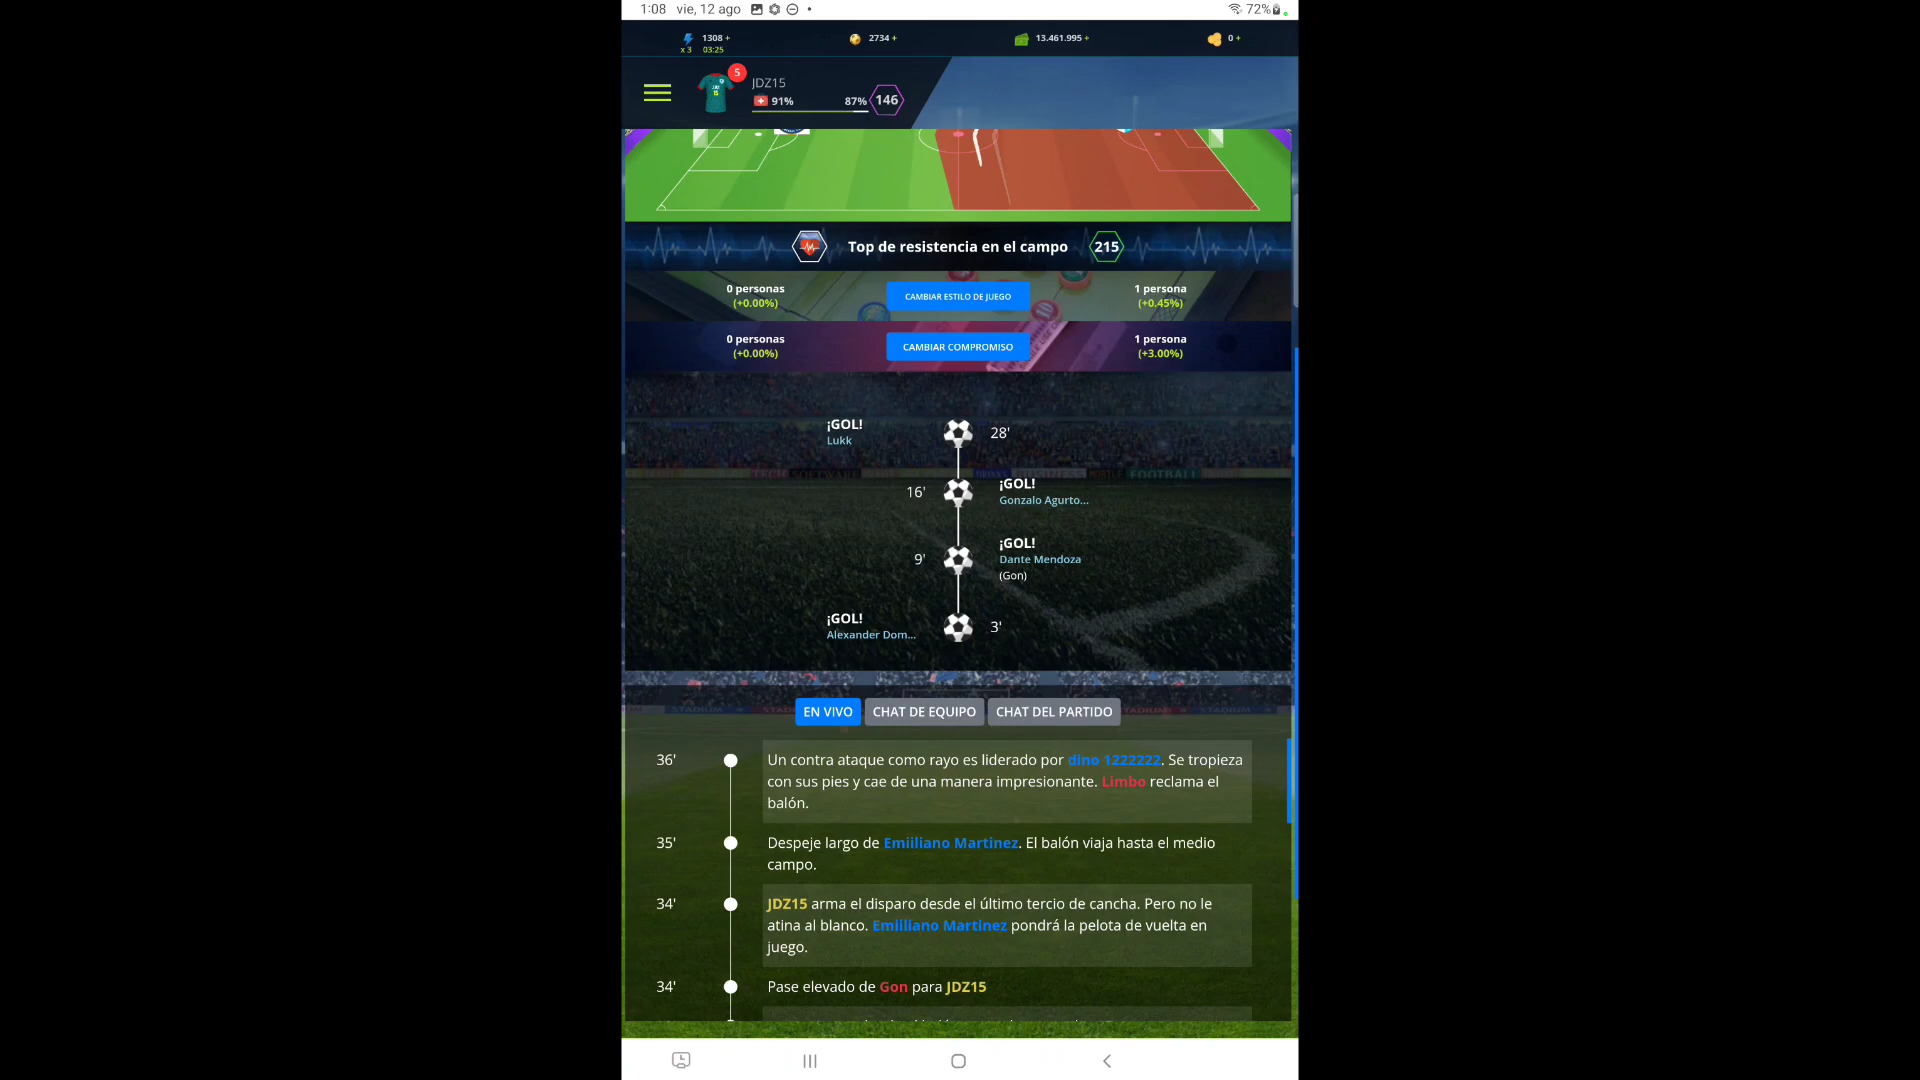 1:08 vie, 12 ago
72%
1308 +
x 3 03:25
2734 +
13.461.995 +
0 +
5
JDZ15
91% 87% 146
Top de resistencia en el campo 215
0 personas
(+0.00%)
CAMBIAR ESTILO DE JUEGO
1 persona
(+0.45%)
0 personas
(+0.00%)
CAMBIAR COMPROMISO
1 persona
(+3.00%)
¡GOL!
Lukk
28'
16'
¡GOL!
Gonzalo Agurto...
9'
¡GOL!
Dante Mendoza
(Gon)
¡GOL!
Alexander Dom...
3'
EN VIVO CHAT DE EQUIPO CHAT DEL PARTIDO
36' Un contra ataque como rayo es liderado por dino 1222222. Se tropieza
con sus pies y cae de una manera impresionante. Limbo reclama el
balón.
35' Despeje largo de Emiiliano Martinez. El balón viaja hasta el medio
campo.
34' JDZ15 arma el disparo desde el último tercio de cancha. Pero no le
atina al blanco. Emiiliano Martinez pondrá la pelota de vuelta en
juego.
34' Pase elevado de Gon para JDZ15